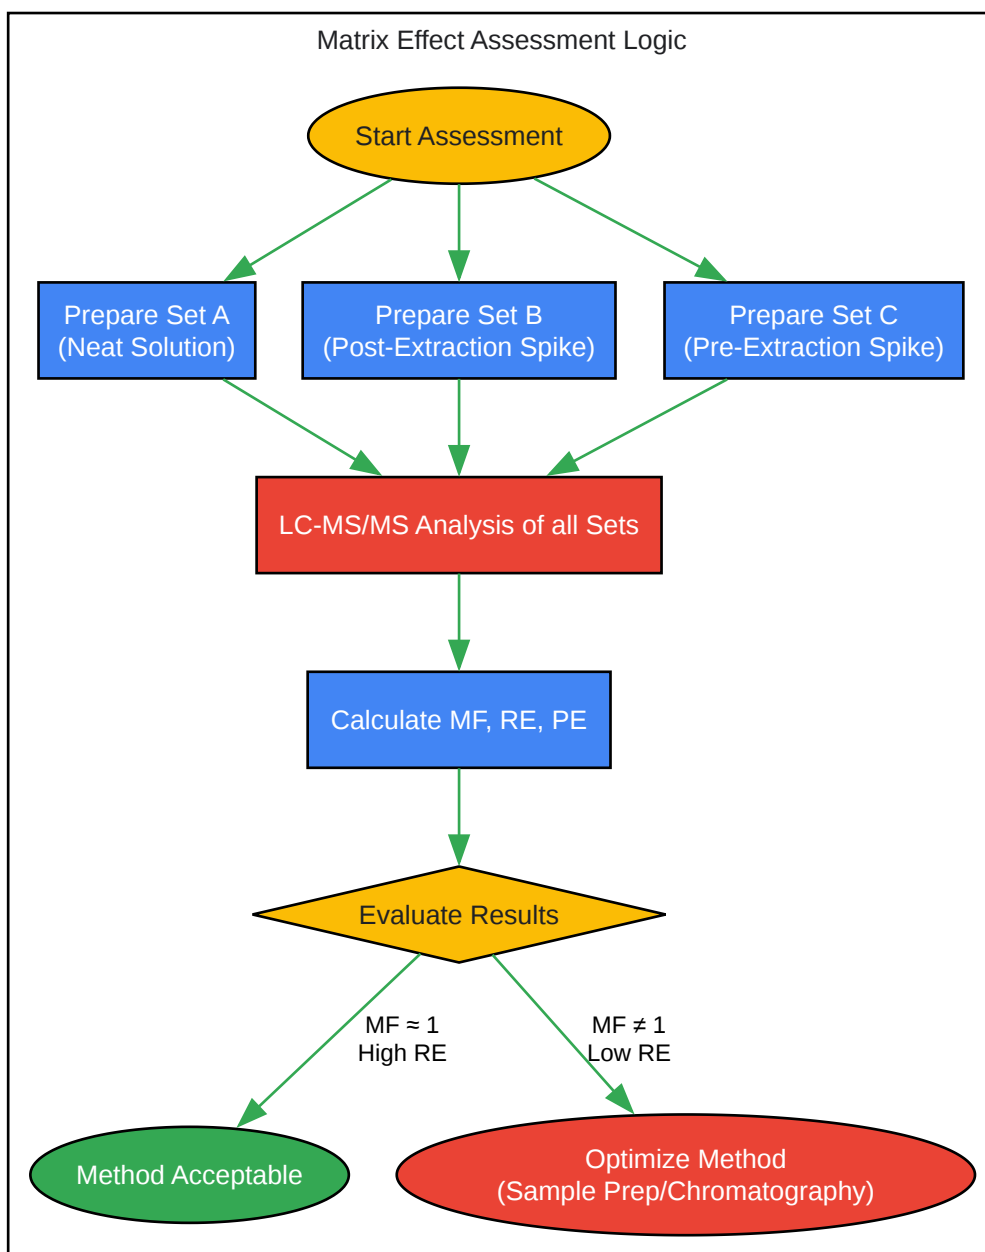 Matrix Effect Assessment Logic
Start Assessment
Prepare Set A
(Neat Solution)
Prepare Set B
(Post-Extraction Spike)
Prepare Set C
(Pre-Extraction Spike)
LC-MS/MS Analysis of all Sets
Calculate MF, RE, PE
Evaluate Results
MF ≈ 1
High RE
MF ≠ 1
Low RE
Method Acceptable
Optimize Method
(Sample Prep/Chromatography)